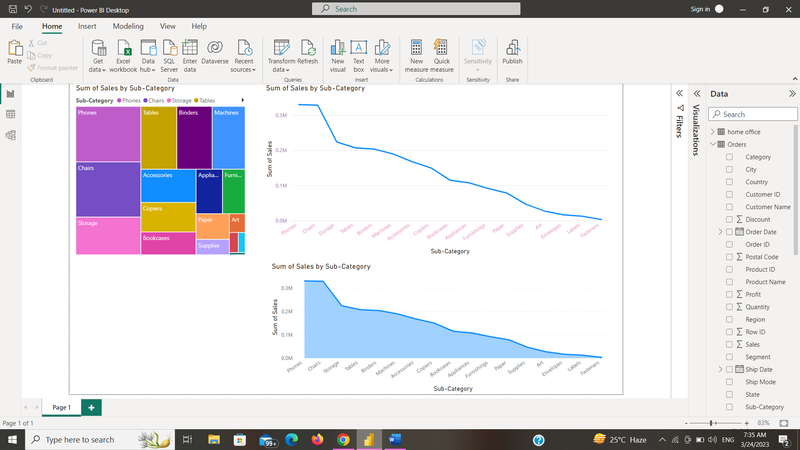 Untitled - Power BI Desktop
Search
Sign in
File Home Insert Modeling View Help
Paste
Cut
Copy
Format painter
Clipboard
Get data
Excel workbook
Data hub
SQL Server
Enter data
Dataverse
Recent sources
Data
Transform data
Refresh
Queries
New visual
Text box
More visuals
Insert
New measure
Quick measure
Calculations
Sensitivity
Sensitivity
Publish
Share
Sum of Sales by Sub-Category
Sub-Category Phones Chairs Storage Tables
Phones
Tables
Binders
Machines
Chairs
Accessories
Applia...
Furni...
Copiers
Storage
Paper
Art
Bookcases
Supplies
Sum of Sales by Sub-Category
Sum of Sales
0.3M
0.2M
0.1M
0.0M
Phones Chairs Storage Tables Binders Machines Accessories Copiers Bookcases Appliances Furnishings Paper Supplies Art Envelopes Labels Fasteners
Sub-Category
Sum of Sales by Sub-Category
Sum of Sales
0.3M
0.2M
0.1M
0.0M
Phones Chairs Storage Tables Binders Machines Accessories Copiers Bookcases Appliances Furnishings Paper Supplies Art Envelopes Labels Fasteners
Sub-Category
Filters
Visualizations
Data
Search
home office
Orders
Category
City
Country
Customer ID
Customer Name
Discount
Order Date
Order ID
Postal Code
Product ID
Product Name
Profit
Quantity
Region
Row ID
Sales
Segment
Ship Date
Ship Mode
State
Sub-Category
Page 1
Page 1 of 1
83%
Type here to search
99+
25°C Haze
ENG
7:35 AM
3/24/2023
2